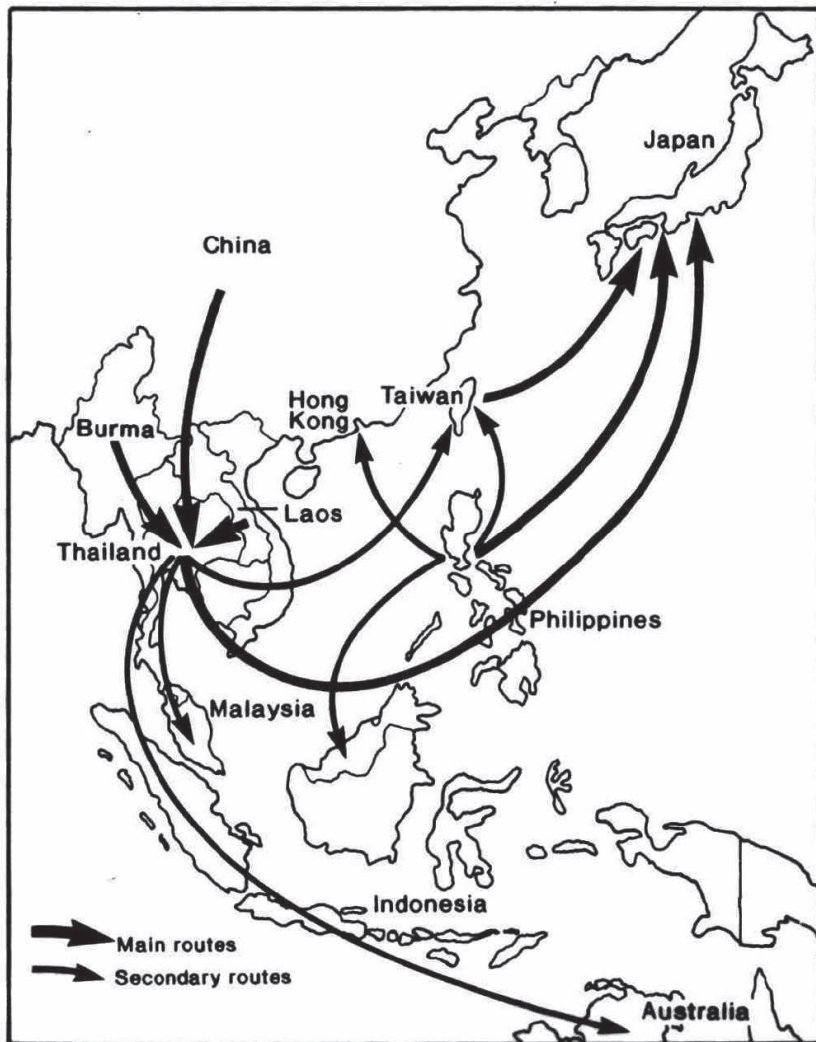 Japan
China
Taiwan
Hong
Kong
Burma
Laos
Thailand
Philippines
Malaysia
Indonesia
Main routes
Secondary routes
Australia